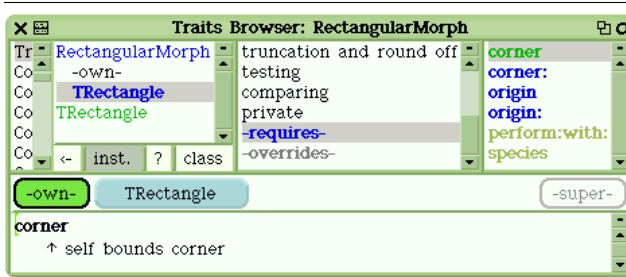 Traits Browser: RectangularMorph
Tr
Co
Co
Co
Co
Co
RectangularMorph
-own-
TRectangle
TRectangle
<- inst. ? class
truncation and round off
testing
comparing
private
-requires-
-overrides-
corner
corner:
origin
origin:
perform:with:
species
-own- TRectangle -super-
corner
↑ self bounds corner